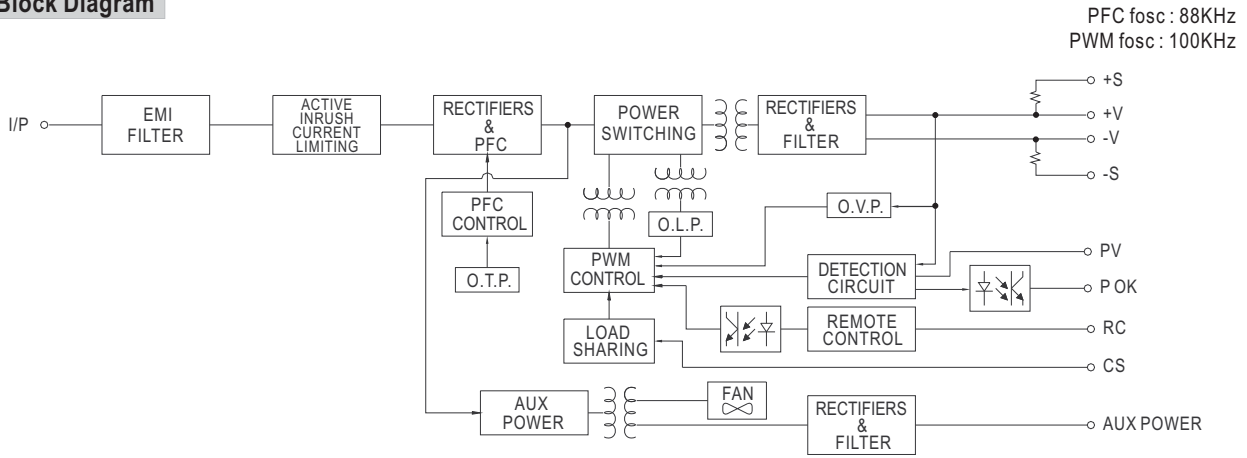 Block Diagram
PFC fosc : 88KHz
PWM fosc : 100KHz
I/P
EMI
FILTER
ACTIVE
INRUSH
CURRENT
LIMITING
RECTIFIERS
&
PFC
POWER
SWITCHING
RECTIFIERS
&
FILTER
+S
+V
-V
-S
PFC
CONTROL
O.L.P.
O.V.P.
O.T.P.
PWM
CONTROL
DETECTION
CIRCUIT
PV
P OK
LOAD
SHARING
REMOTE
CONTROL
RC
CS
AUX
POWER
FAN
RECTIFIERS
&
FILTER
AUX POWER